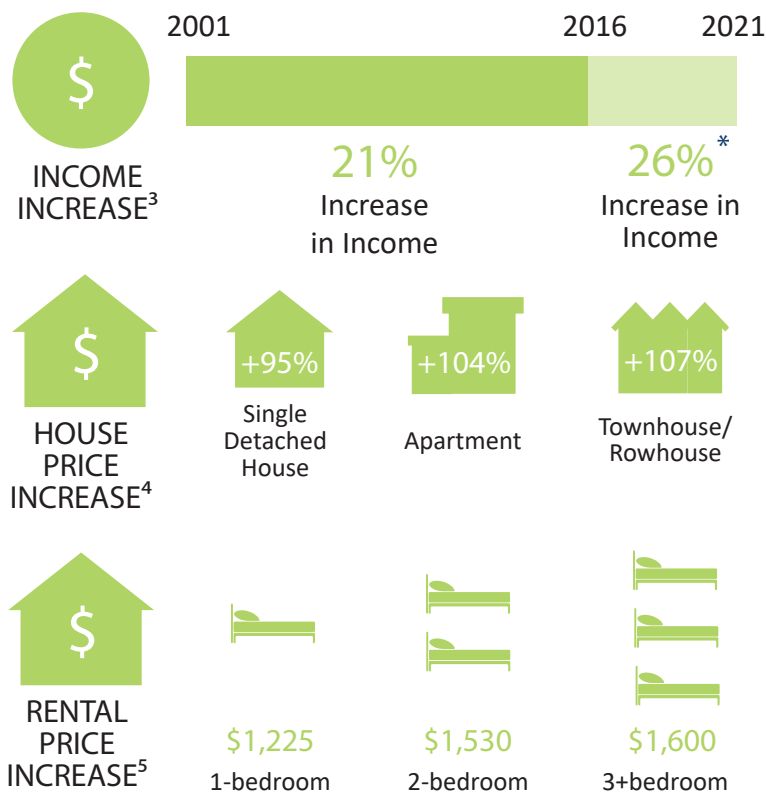 2001 2016 2021
$
21% 26%*
INCOME
INCREASE³
Increase
in Income
Increase in
Income
$
+95% +104% +107%
HOUSE
PRICE
INCREASE⁴
Single
Detached
House
Apartment
Townhouse/
Rowhouse
$
RENTAL
PRICE
INCREASE⁵
$1,225 $1,530 $1,600
1-bedroom 2-bedroom 3+bedroom